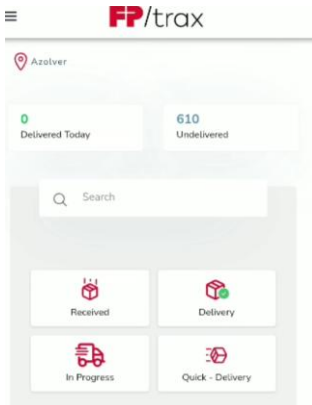 FP/trax
Azolver
0
Delivered Today
610
Undelivered
Search
Received
Delivery
In Progress
Quick - Delivery